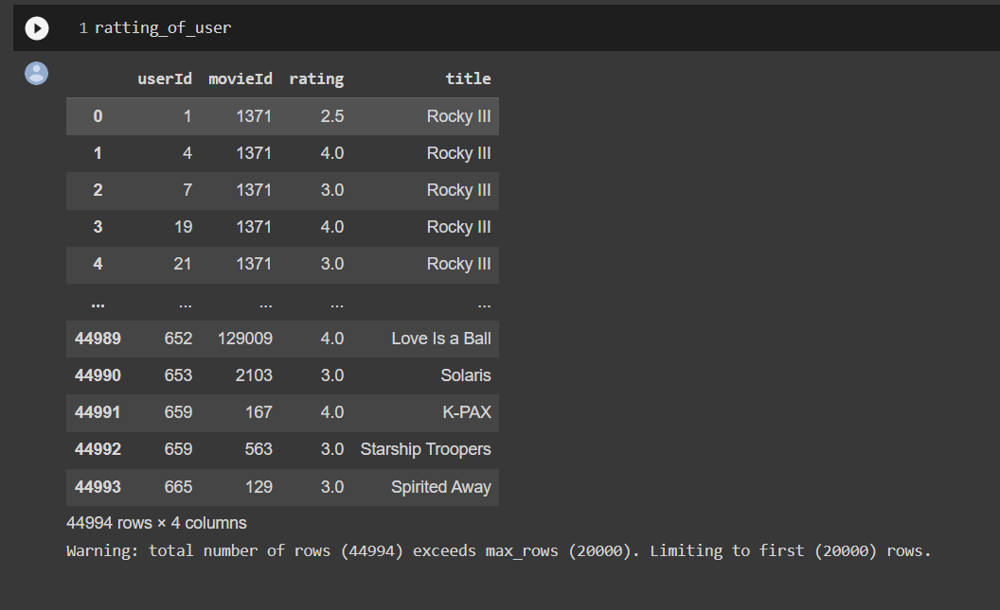 1 ratting_of_user
userId movieId rating title
0 1 1371 2.5 Rocky III
1 4 1371 4.0 Rocky III
2 7 1371 3.0 Rocky III
3 19 1371 4.0 Rocky III
4 21 1371 3.0 Rocky III
... ... ... ... ...
44989 652 129009 4.0 Love Is a Ball
44990 653 2103 3.0 Solaris
44991 659 167 4.0 K-PAX
44992 659 563 3.0 Starship Troopers
44993 665 129 3.0 Spirited Away
44994 rows × 4 columns
Warning: total number of rows (44994) exceeds max_rows (20000). Limiting to first (20000) rows.